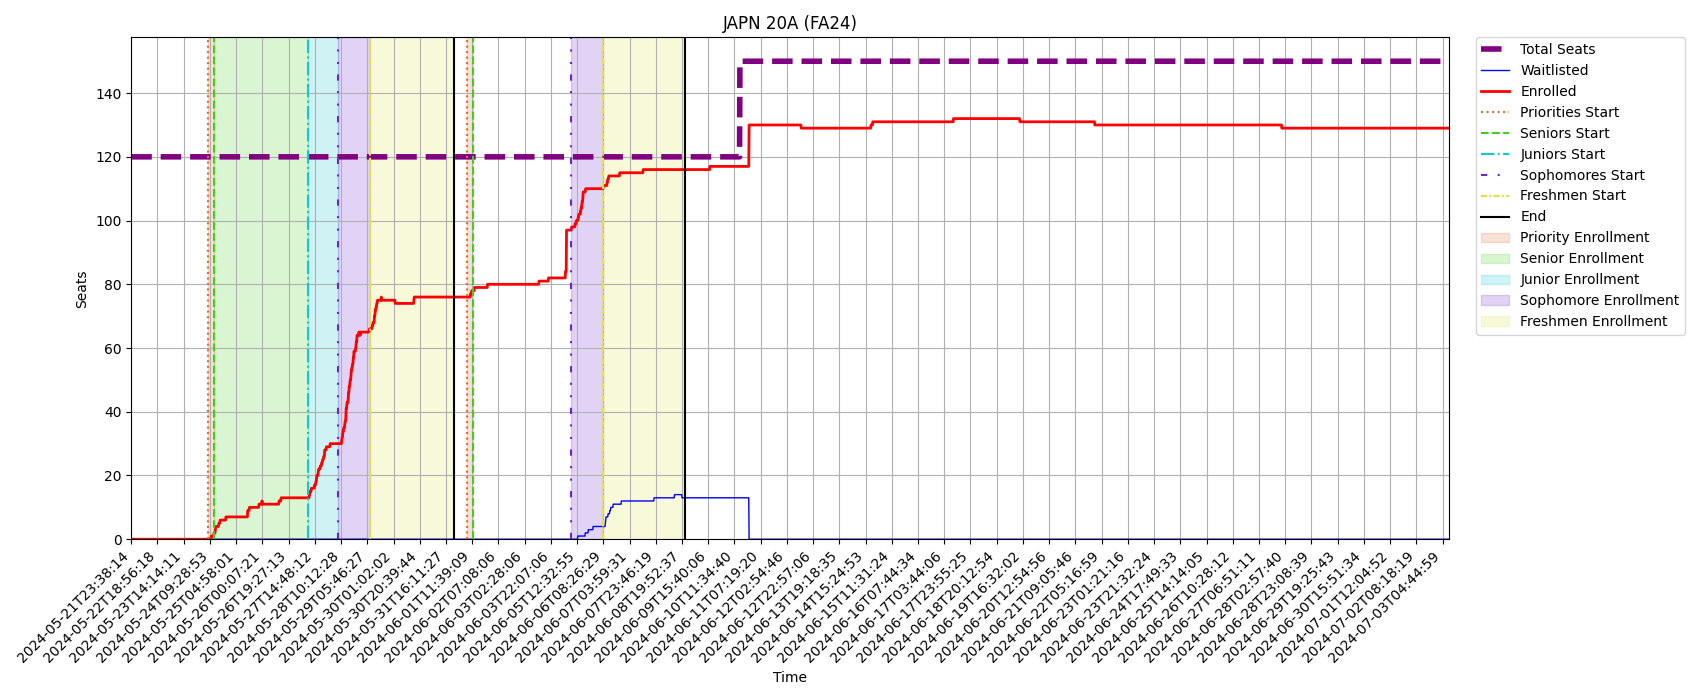 JAPN 20A (FA24)
Seats
140
120
100
80
60
40
20
0
2024-05-21T23:38:14
2024-05-22T18:56:18
2024-05-23T14:14:11
2024-05-24T09:28:53
2024-05-25T04:58:01
2024-05-26T00:07:21
2024-05-26T19:27:13
2024-05-27T14:48:12
2024-05-28T10:12:28
2024-05-29T05:46:27
2024-05-30T01:02:02
2024-05-30T20:39:44
2024-05-31T16:11:27
2024-06-01T11:39:09
2024-06-02T07:08:06
2024-06-03T02:28:06
2024-06-03T22:07:06
2024-06-05T12:32:55
2024-06-06T08:26:29
2024-06-07T03:59:31
2024-06-07T23:46:19
2024-06-08T19:52:37
2024-06-09T15:40:06
2024-06-10T11:34:40
2024-06-11T07:19:20
2024-06-12T02:54:46
2024-06-12T22:57:06
2024-06-13T19:18:35
2024-06-14T15:24:53
2024-06-15T11:31:24
2024-06-16T07:44:34
2024-06-17T03:44:06
2024-06-17T23:55:25
2024-06-18T20:12:54
2024-06-19T16:32:02
2024-06-20T12:54:56
2024-06-21T09:05:46
2024-06-22T05:16:59
2024-06-23T01:21:16
2024-06-23T21:32:24
2024-06-24T17:49:33
2024-06-25T14:14:05
2024-06-26T10:28:12
2024-06-27T06:51:11
2024-06-28T02:57:40
2024-06-28T23:08:39
2024-06-29T19:25:43
2024-06-30T15:51:34
2024-07-01T12:04:52
2024-07-02T08:18:19
2024-07-03T04:44:59
Time
Total Seats
Waitlisted
Enrolled
Priorities Start
Seniors Start
Juniors Start
Sophomores Start
Freshmen Start
End
Priority Enrollment
Senior Enrollment
Junior Enrollment
Sophomore Enrollment
Freshmen Enrollment